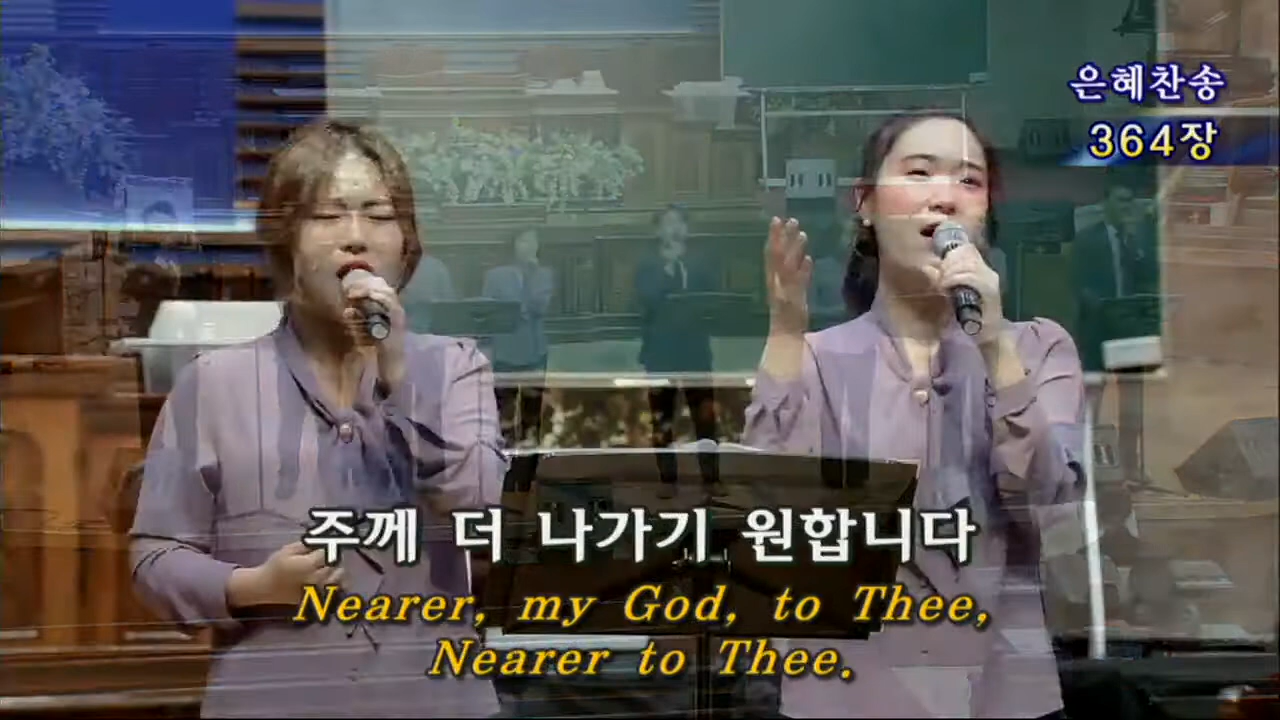 은혜찬송
364장
주께 더 나가기 원합니다
Nearer, my God, to Thee,
Nearer to Thee.